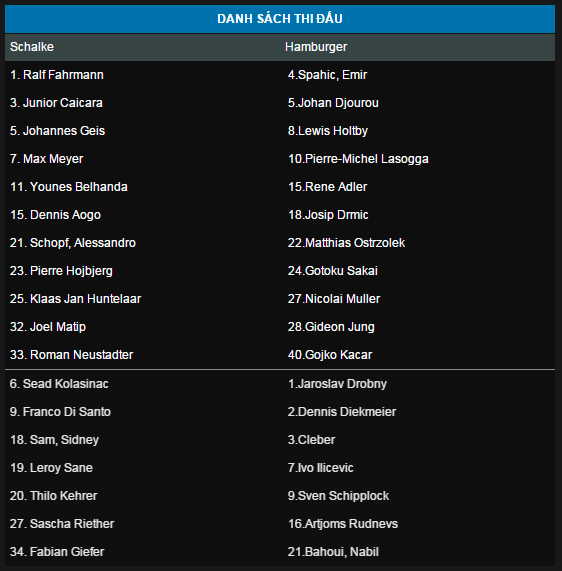 DANH SÁCH THI ĐẤU
Schalke Hamburger
1. Ralf Fahrmann 4.Spahic, Emir
3. Junior Caicara 5.Johan Djourou
5. Johannes Geis 8.Lewis Holtby
7. Max Meyer 10.Pierre-Michel Lasogga
11. Younes Belhanda 15.Rene Adler
15. Dennis Aogo 18.Josip Drmic
21. Schopf, Alessandro 22.Matthias Ostrzolek
23. Pierre Hojbjerg 24.Gotoku Sakai
25. Klaas Jan Huntelaar 27.Nicolai Muller
32. Joel Matip 28.Gideon Jung
33. Roman Neustadter 40.Gojko Kacar
6. Sead Kolasinac 1.Jaroslav Drobny
9. Franco Di Santo 2.Dennis Diekmeier
18. Sam, Sidney 3.Cleber
19. Leroy Sane 7.Ivo Ilicevic
20. Thilo Kehrer 9.Sven Schipplock
27. Sascha Riether 16.Artjoms Rudnevs
34. Fabian Giefer 21.Bahoui, Nabil